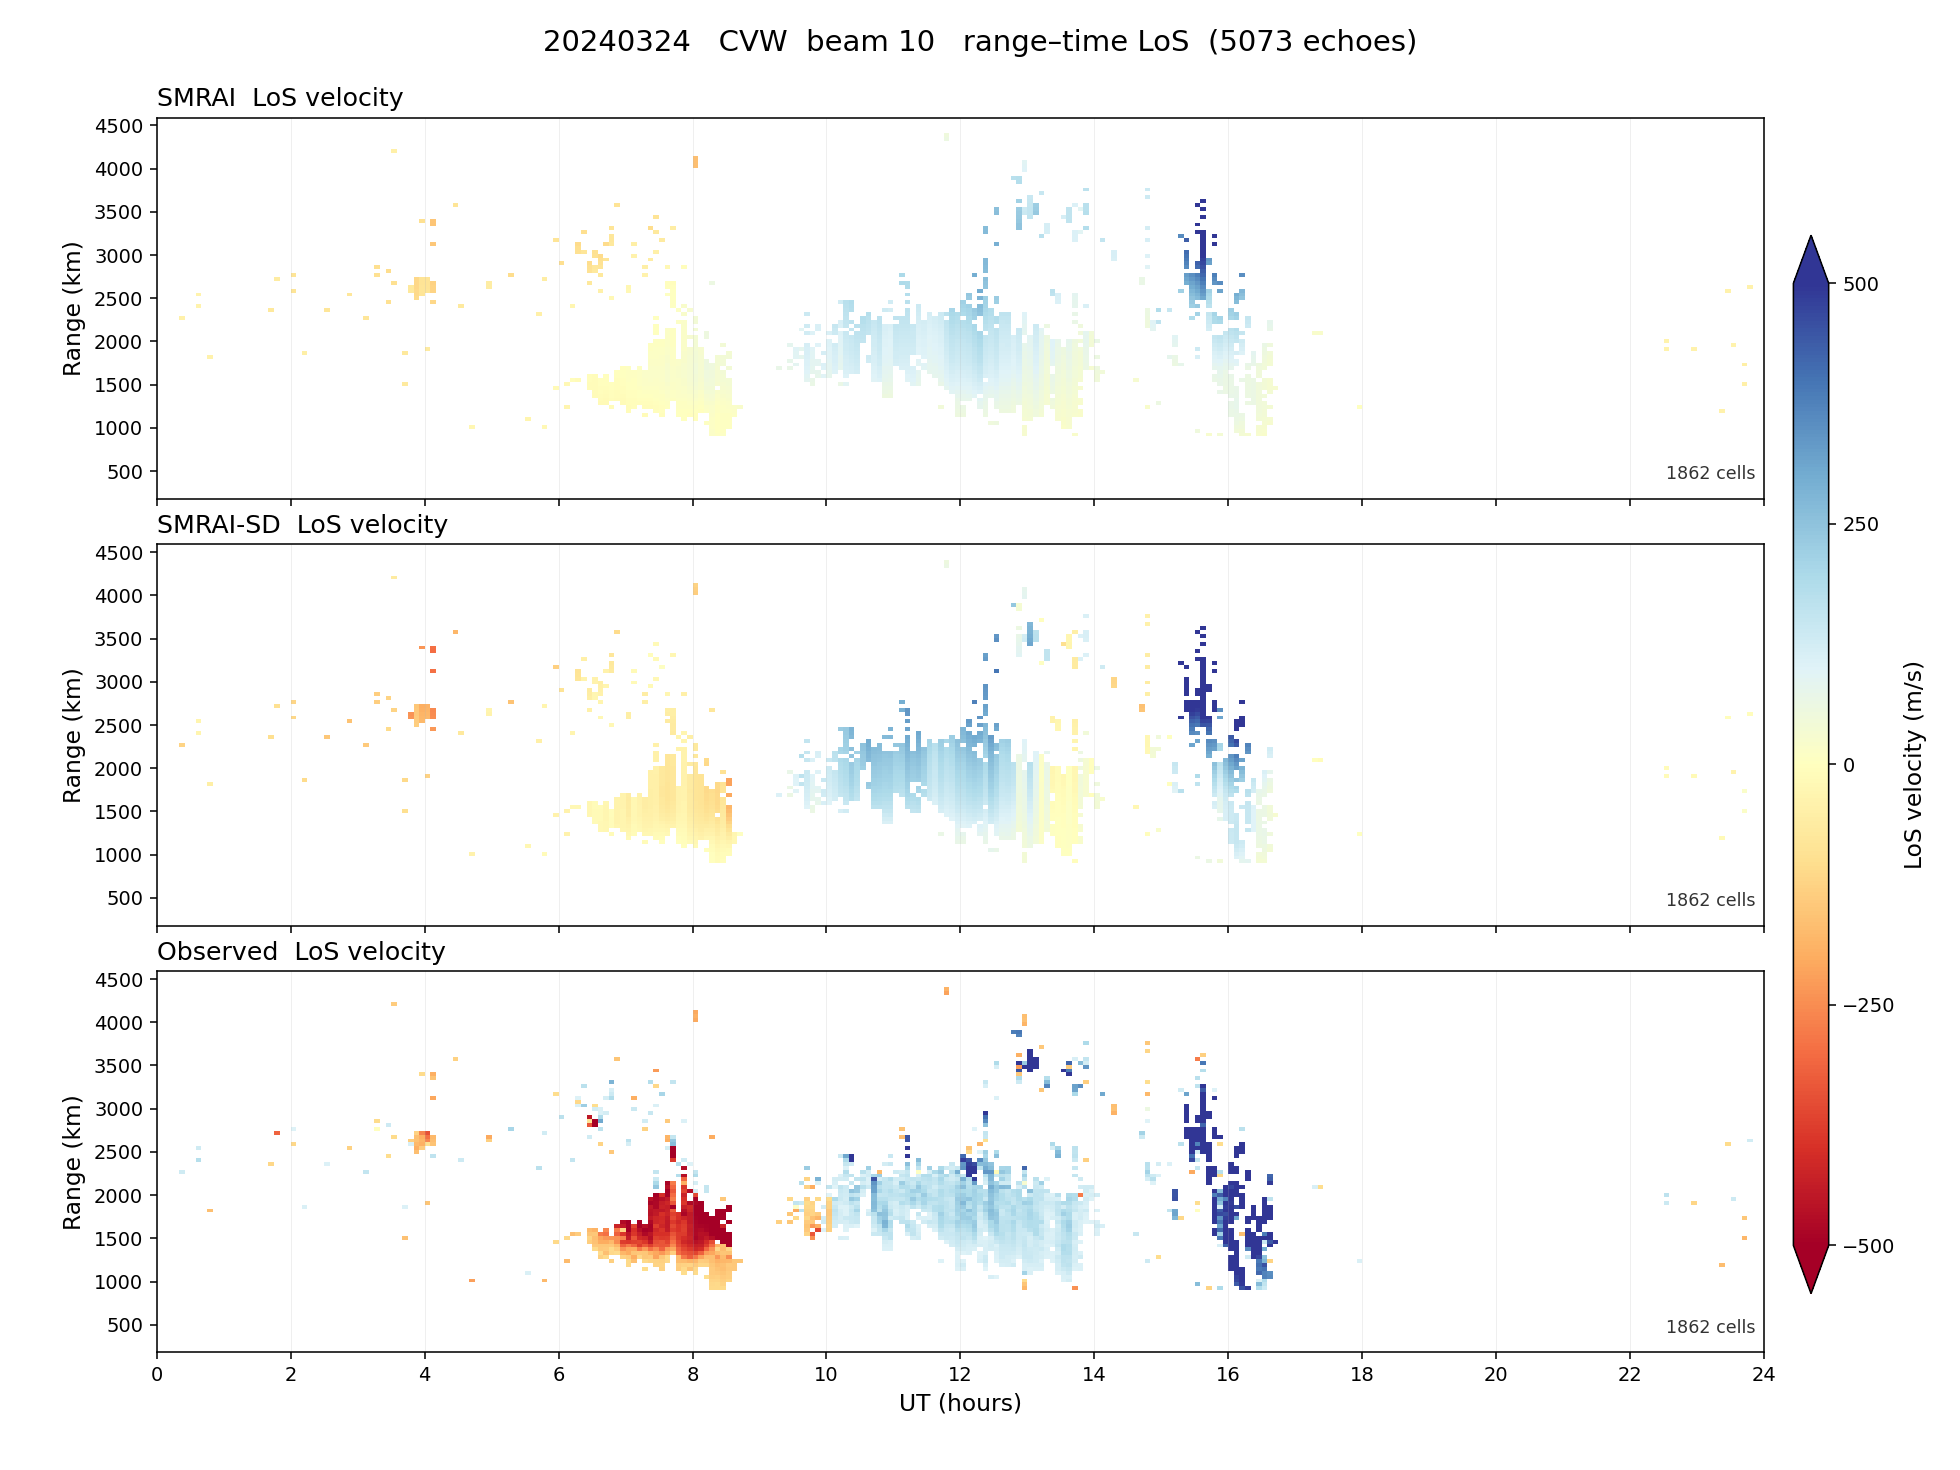 20240324   CVW  beam 10   range–time LoS  (5073 echoes)
SMRAI  LoS velocity
4500
4000
3500
3000
2500
2000
1500
1000
500
Range (km)
1862 cells
SMRAI-SD  LoS velocity
4500
4000
3500
3000
2500
2000
1500
1000
500
Range (km)
1862 cells
Observed  LoS velocity
4500
4000
3500
3000
2500
2000
1500
1000
500
Range (km)
1862 cells
0 2 4 6 8 10 12 14 16 18 20 22 24
UT (hours)
500
250
0
−250
−500
LoS velocity (m/s)